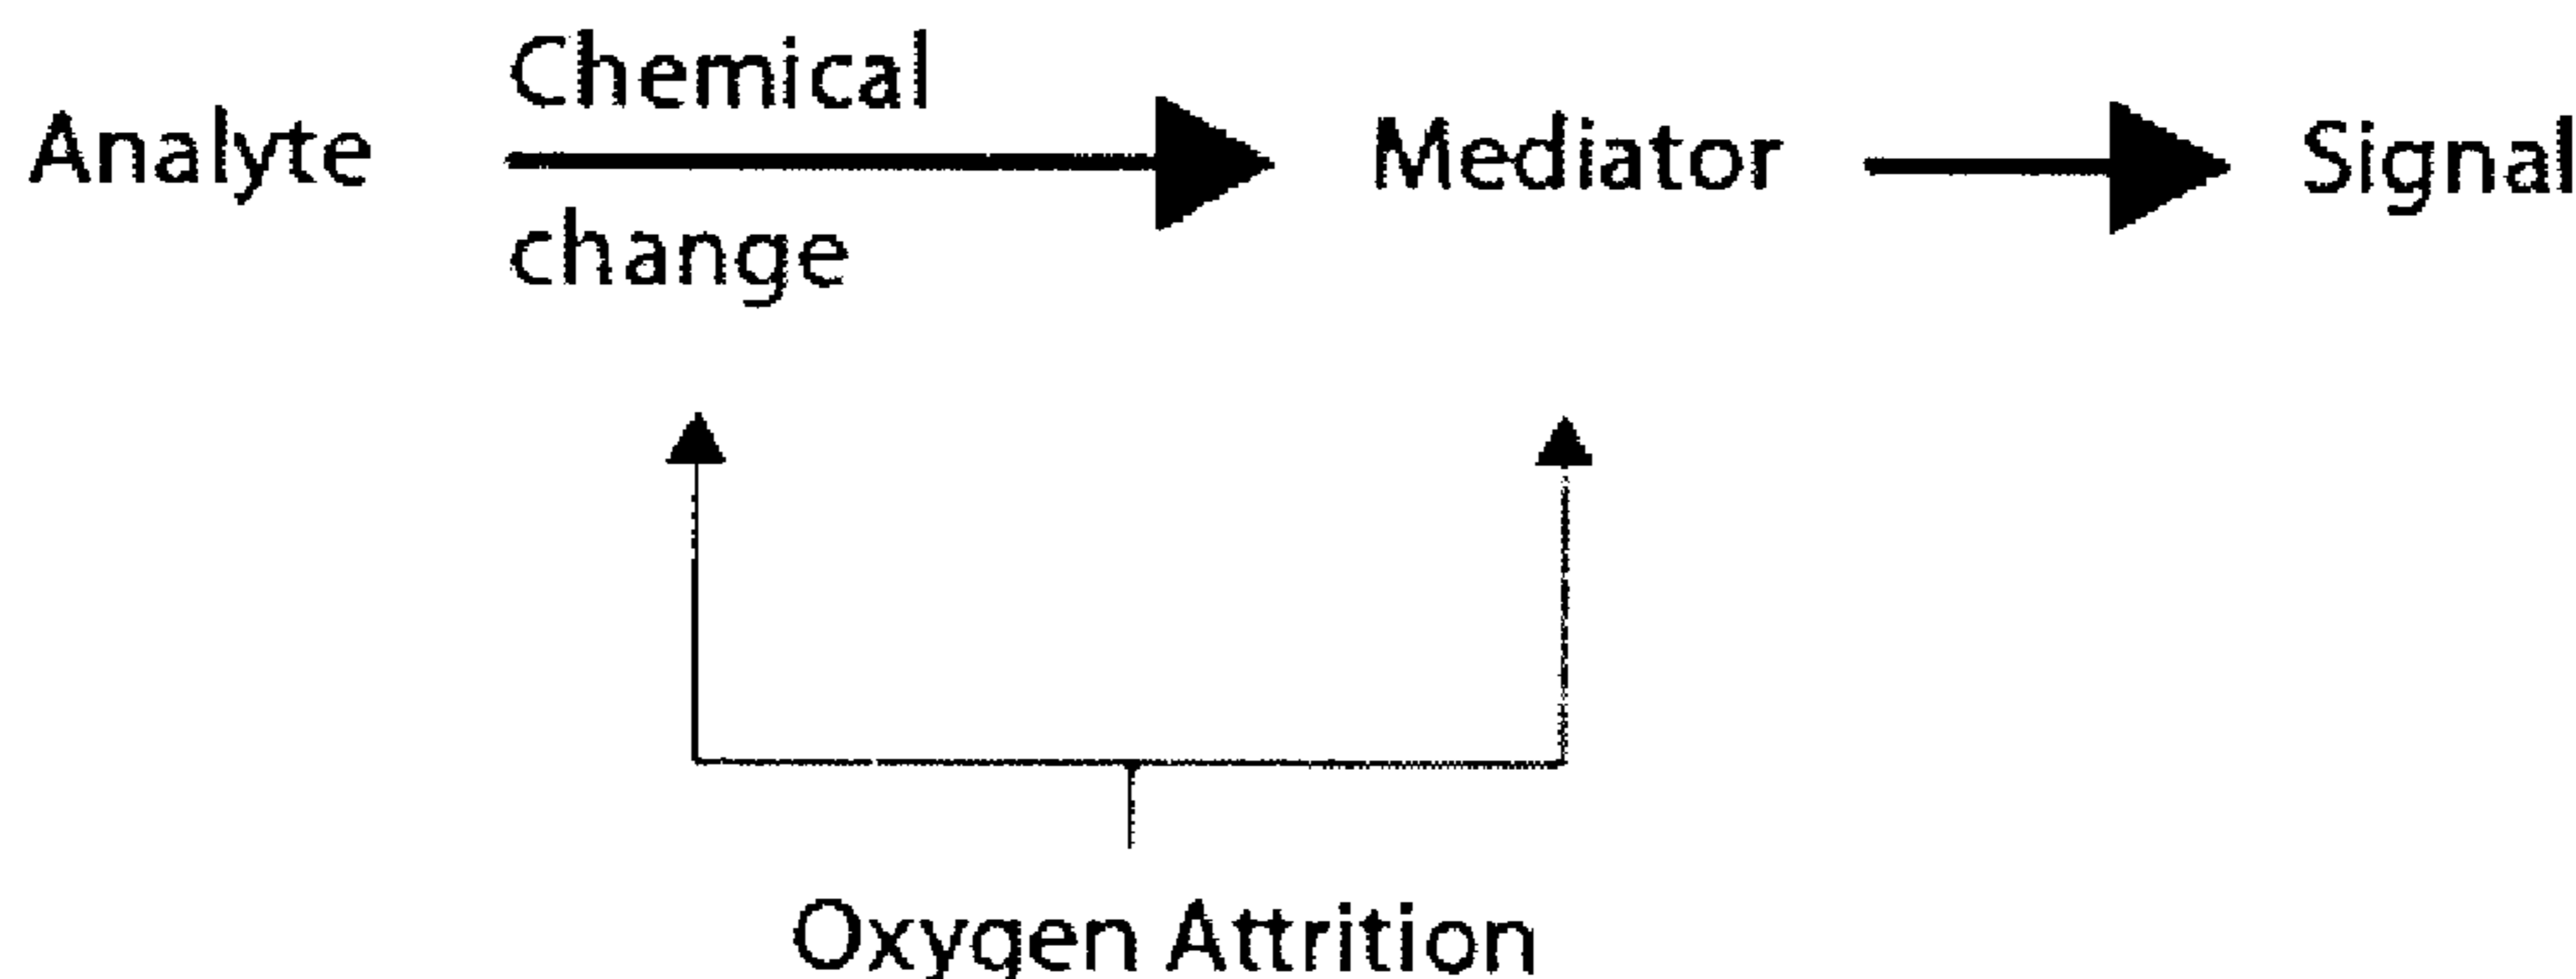 Chemical
Analyte
Mediator
Signal
change
Oxygen Attrition